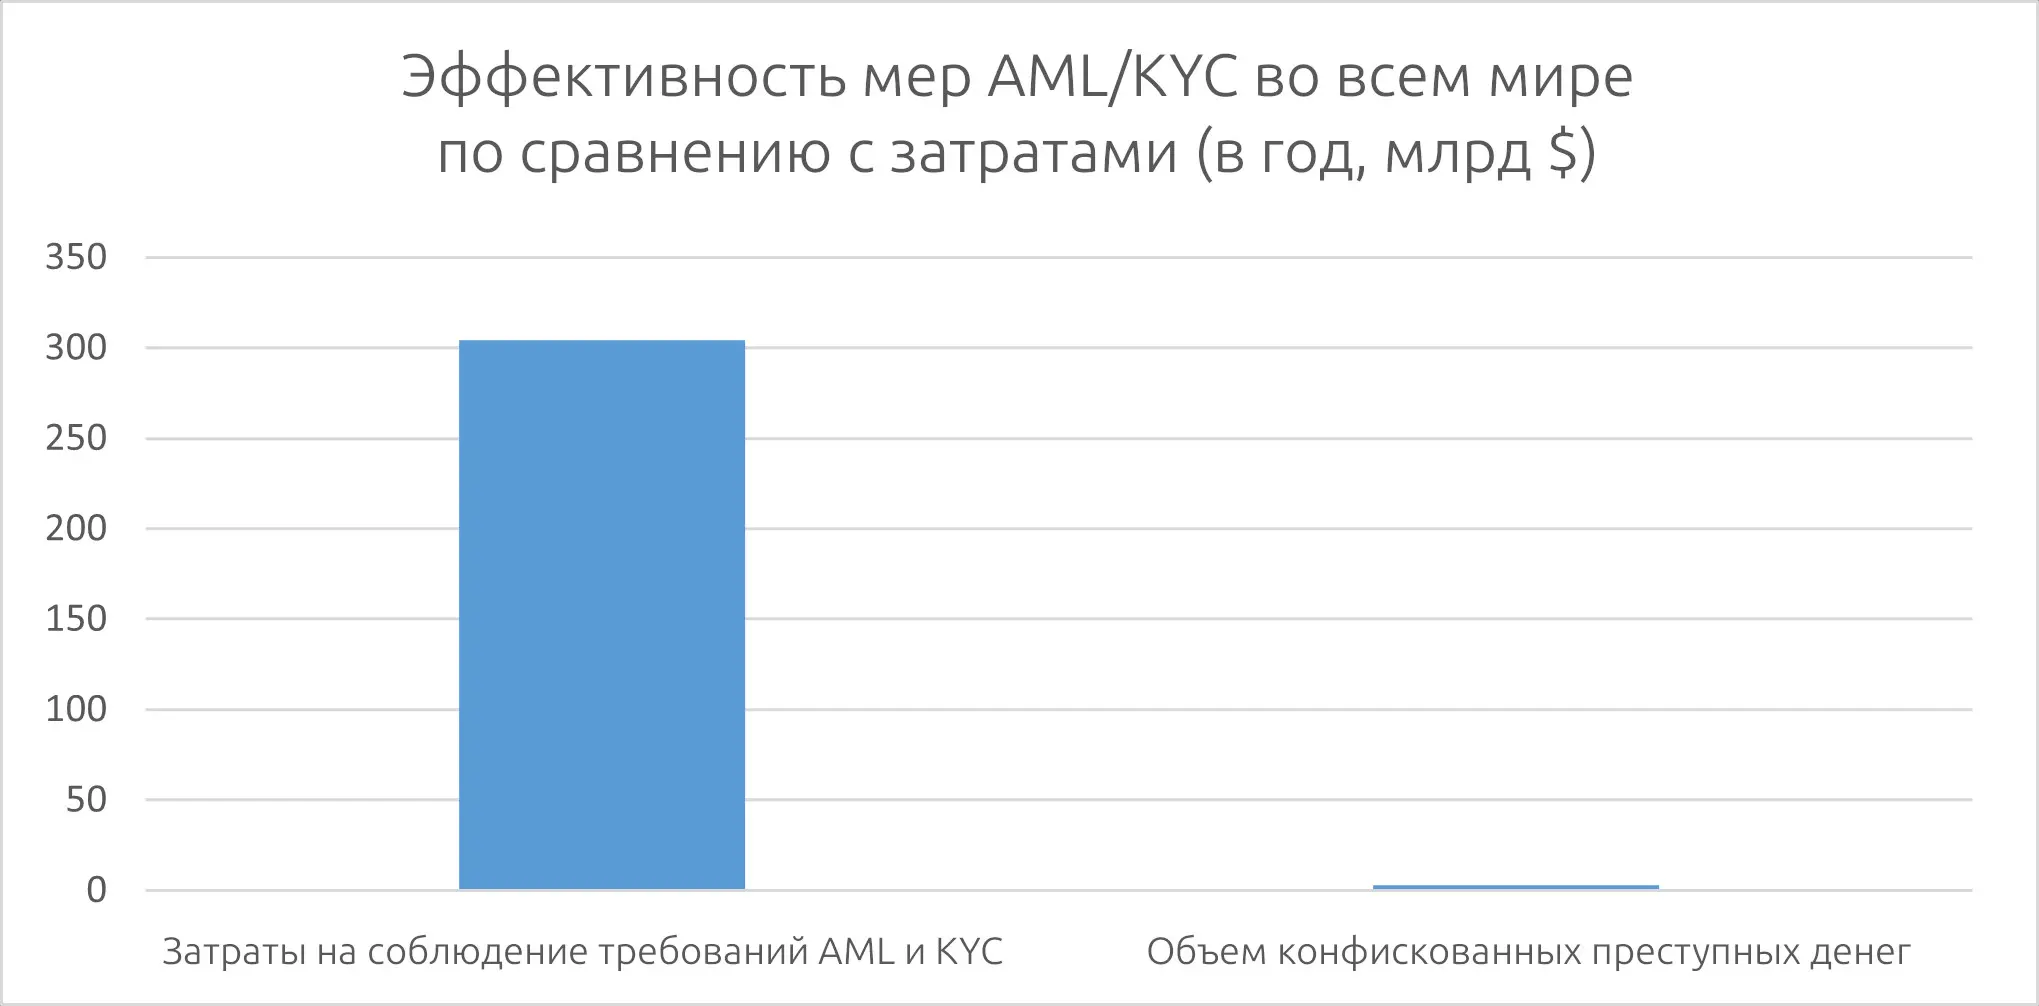 Эффективность мер AML/KYC во всем мире
по сравнению с затратами (в год, млрд $)
350
300
250
200
150
100
50
0
Затраты на соблюдение требований AML и KYC
Объем конфискованных преступных денег